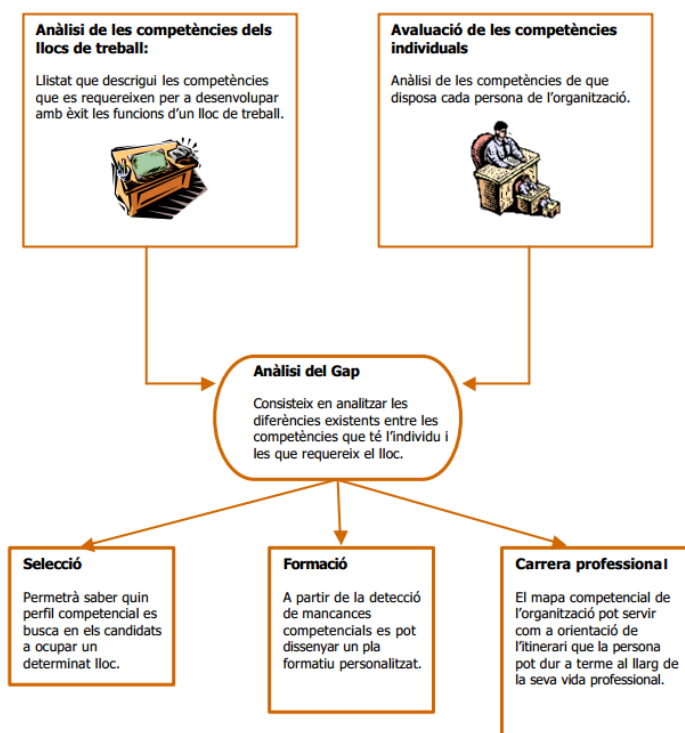 Anàlisi de les competències dels
llocs de treball:
Llistat que descrigui les competències
que es requereixen per a desenvolupar
amb èxit les funcions d'un lloc de treball.
Avaluació de les competències
individuals
Anàlisi de les competències de que
disposa cada persona de l'organització.
Anàlisi del Gap
Consisteix en analitzar les
diferències existents entre les
competències que té l'individu i
les que requereix el lloc.
Selecció
Permetrà saber quin
perfil competencial es
busca en els candidats
a ocupar un
determinat lloc.
Formació
A partir de la detecció
de mancances
competencials es pot
dissenyar un pla
formatiu personalitzat.
Carrera professional
El mapa competencial de
l'organització pot servir
com a orientació de
l'itinerari que la persona
pot dur a terme al llarg de
la seva vida professional.